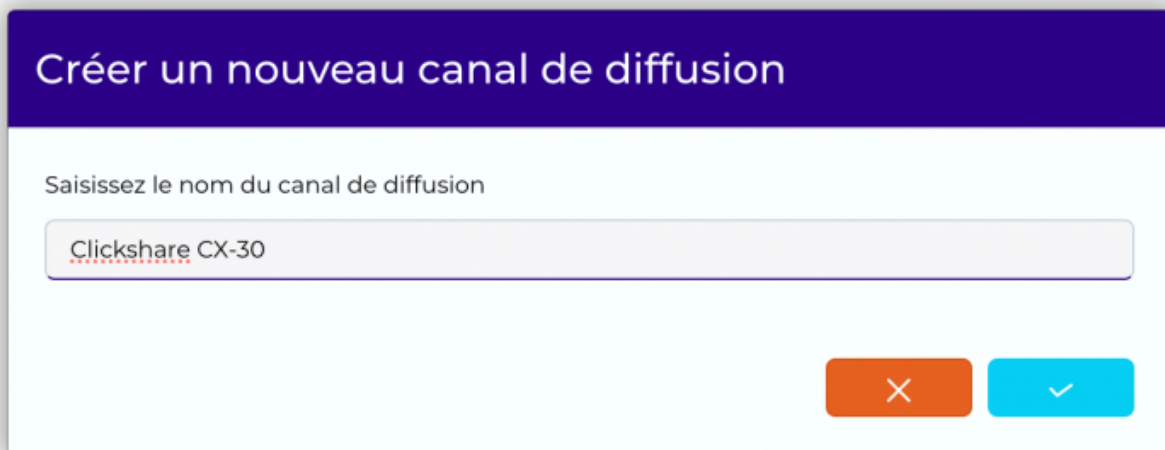 Créer un nouveau canal de diffusion
Saisissez le nom du canal de diffusion
Clickshare CX-30